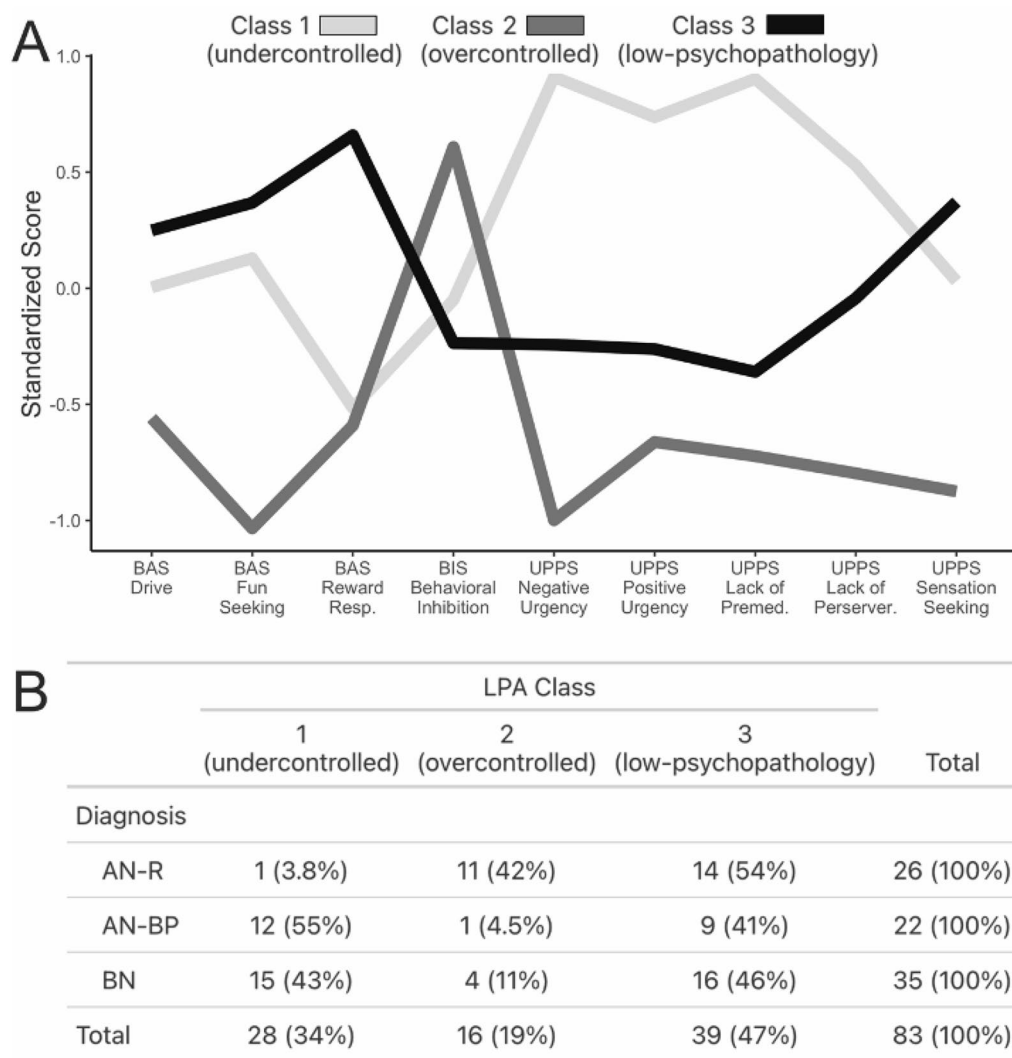 A
Class 1 Class 2 Class 3
(undercontrolled) (overcontrolled) (low-psychopathology)
1.0
0.5
0.0
-0.5
-1.0
Standardized Score
BAS BAS BAS BIS UPPS UPPS UPPS UPPS UPPS
Drive Fun Reward Behavioral Negative Positive Lack of Lack of Sensation
Seeking Resp. Inhibition Urgency Urgency Premed. Perserver. Seeking
B
LPA Class
1 2 3
(undercontrolled) (overcontrolled) (low-psychopathology) Total
Diagnosis
AN-R 1 (3.8%) 11 (42%) 14 (54%) 26 (100%)
AN-BP 12 (55%) 1 (4.5%) 9 (41%) 22 (100%)
BN 15 (43%) 4 (11%) 16 (46%) 35 (100%)
Total 28 (34%) 16 (19%) 39 (47%) 83 (100%)